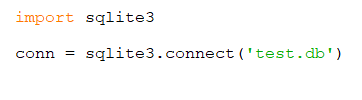 import sqlite3
conn = sqlite3.connect('test.db')